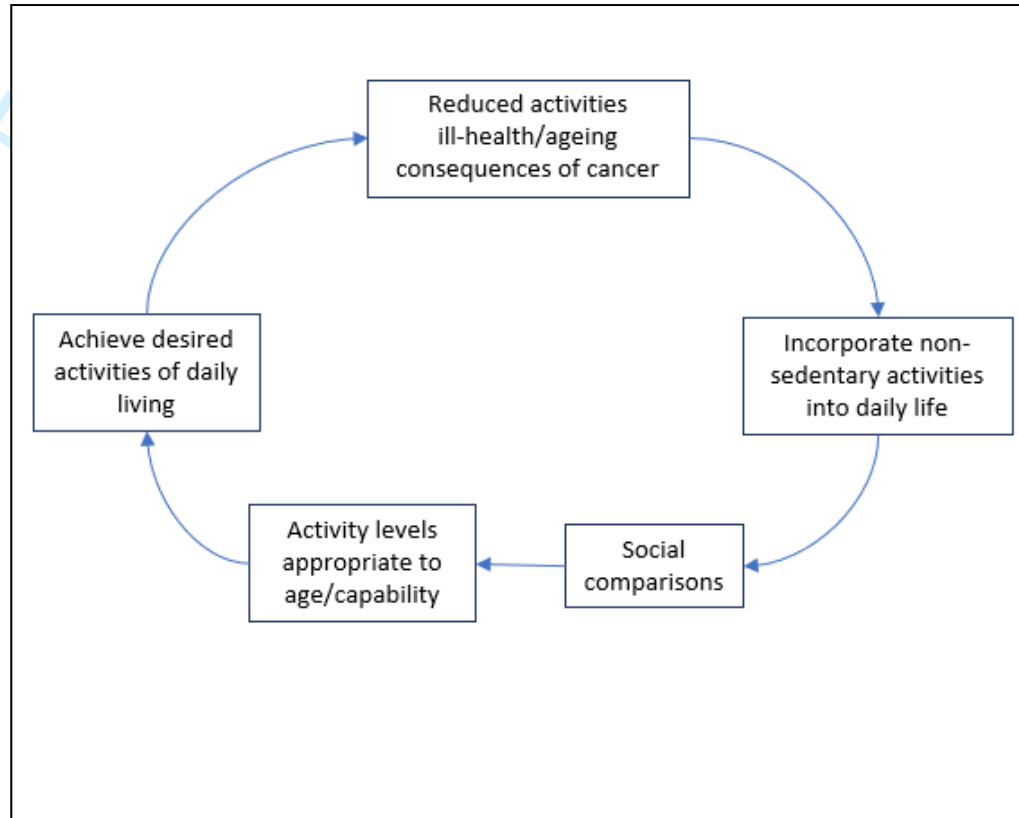 Reduced activities
ill-health/ageing
consequences of cancer
Incorporate non-
sedentary activities
into daily life
Social
comparisons
Activity levels
appropriate to
age/capability
Achieve desired
activities of daily
living